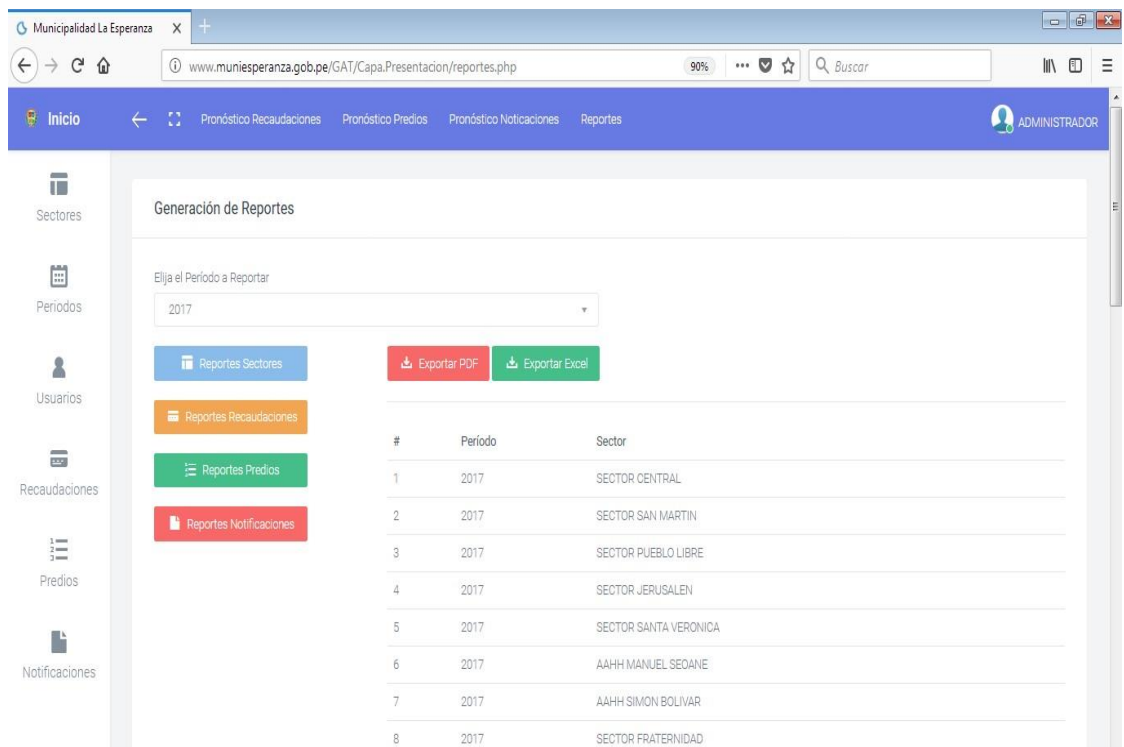 Municipalidad La Esperanza
www.muniesperanza.gob.pe/GAT/Capa.Presentacion/reportes.php
90%
Buscar
Inicio
Pronóstico Recaudaciones
Pronóstico Predios
Pronóstico Noticaciones
Reportes
ADMINISTRADOR
Sectores
Periodos
Usuarios
Recaudaciones
Predios
Notificaciones
Generación de Reportes
Elija el Período a Reportar
2017
Reportes Sectores
Reportes Recaudaciones
Reportes Predios
Reportes Notificaciones
Exportar PDF
Exportar Excel
# Período Sector
1 2017 SECTOR CENTRAL
2 2017 SECTOR SAN MARTIN
3 2017 SECTOR PUEBLO LIBRE
4 2017 SECTOR JERUSALEN
5 2017 SECTOR SANTA VERONICA
6 2017 AAHH MANUEL SEOANE
7 2017 AAHH SIMON BOLIVAR
8 2017 SECTOR FRATERNIDAD